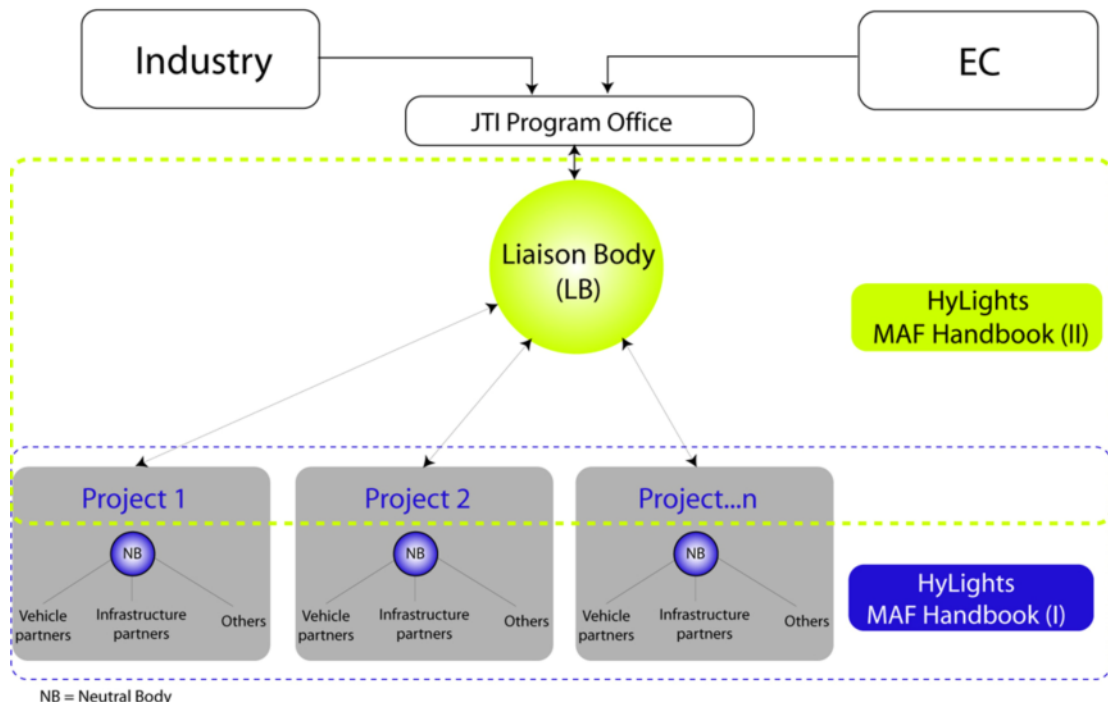 Industry
EC
JTI Program Office
Liaison Body
(LB)
HyLights
MAF Handbook (II)
Project 1
Project 2
Project...n
NB
NB
NB
Vehicle
partners
Infrastructure
partners
Others
Vehicle
partners
Infrastructure
partners
Others
Vehicle
partners
Infrastructure
partners
Others
HyLights
MAF Handbook (I)
NB = Neutral Body